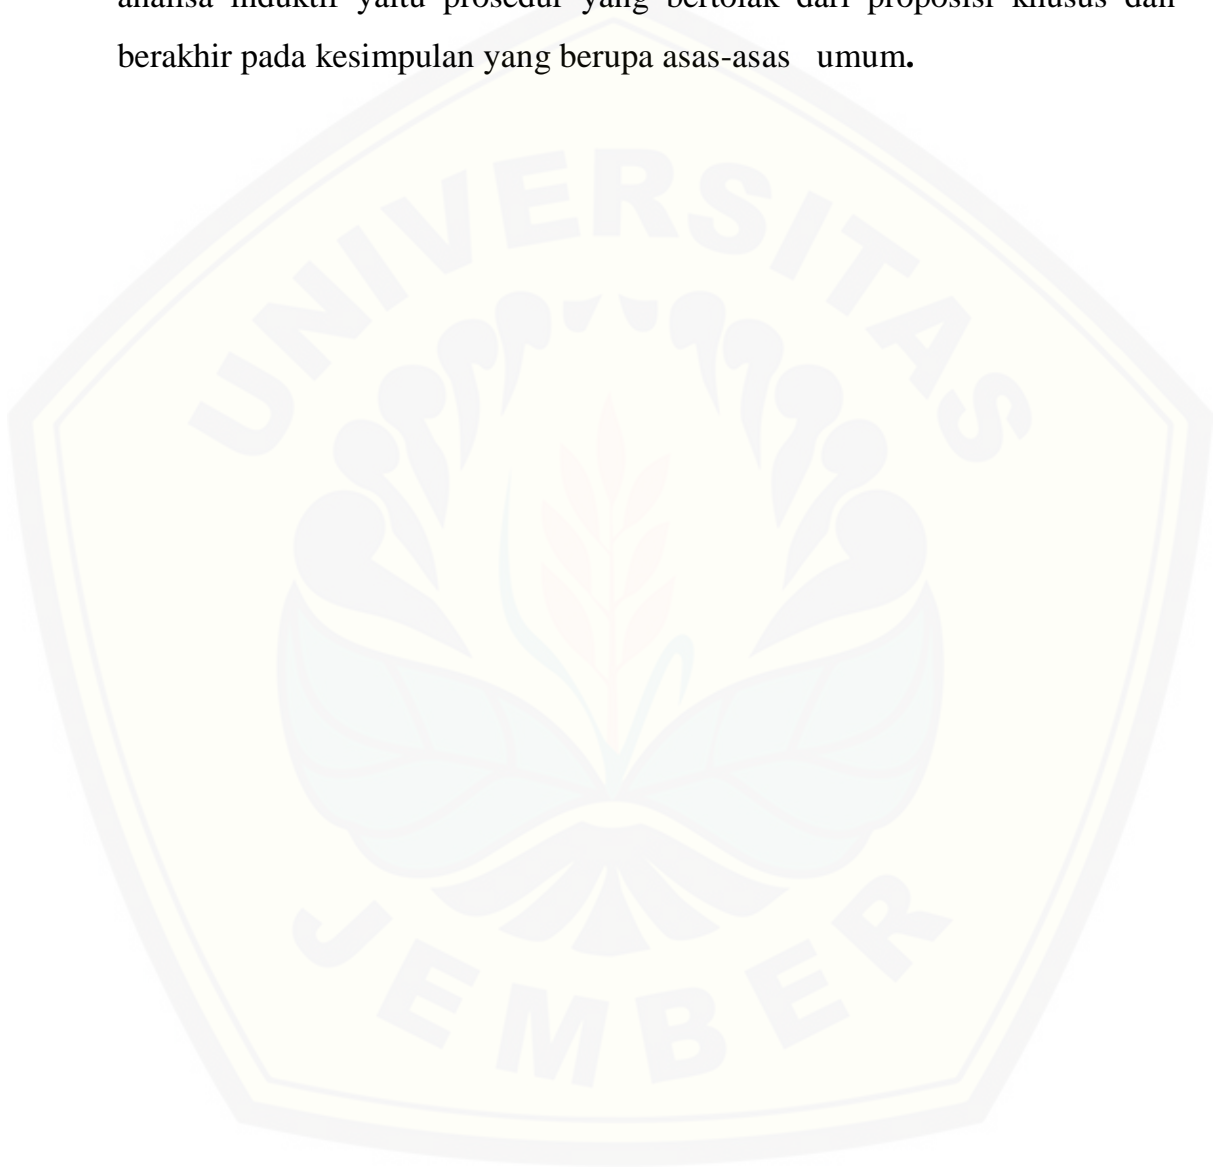 analisa induktif yaitu prosedur yang bertolak dari proposisi khusus dan
berakhir pada kesimpulan yang berupa asas-asas umum.
UNIVERSITAS
JEMBER